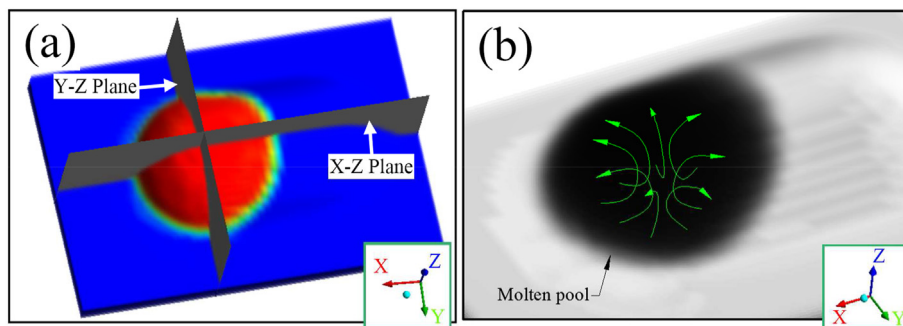 (a)
Y-Z Plane
X-Z Plane
X
Z
Y
(b)
Molten pool
Z
X
Y